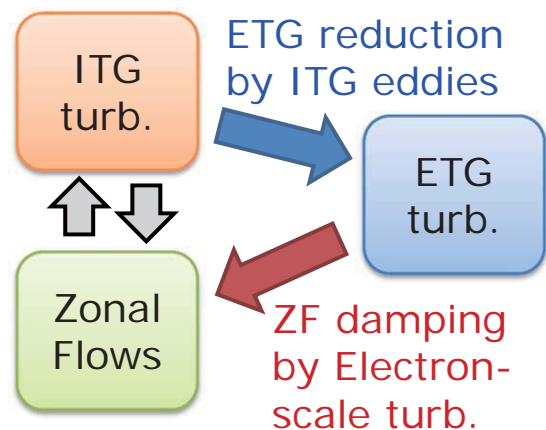 ITG
turb.
ETG reduction
by ITG eddies
ETG
turb.
Zonal
Flows
ZF damping
by Electron-
scale turb.